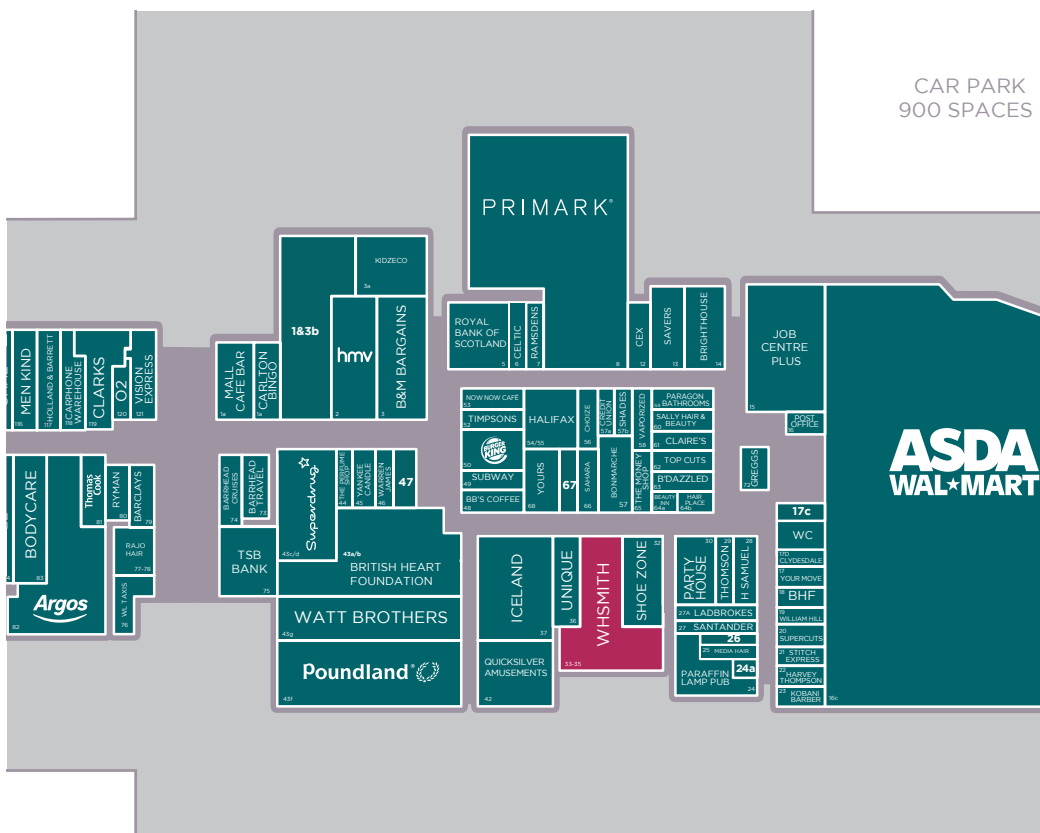 CAR PARK
900 SPACES
PRIMARK®
8
KIDZECO
3a
1&3b
hmv
2
B&M BARGAINS
3
MALL
CAFE BAR
1a
CARLTON
BINGO
1a
ROYAL
BANK OF
SCOTLAND
5
CELTIC
6
RAMSDENS
7
CEX
12
SAVERS
13
BRIGHTHOUSE
14
JOB
CENTRE
PLUS
15
POST
OFFICE
16
ASDA
WAL★MART
16c
MEN KIND
116
HOLLAND & BARRETT
117
CARPHONE
WAREHOUSE
118
CLARKS
119
O2
120
VISION
EXPRESS
121
NOW NOW CAFÉ
53
TIMPSONS
52
BURGER
KING
50
SUBWAY
49
BB'S COFFEE
48
HALIFAX
54/55
CHOIZE
56
CREDIT
UNION
57a
SHADES
57b
VAPORIZED
58
PARAGON
BATHROOMS
SALLY HAIR &
BEAUTY
60
CLAIRE'S
61
TOP CUTS
62
B'DAZZLED
63
BEAUTY
INN
64a
HAIR
PLACE
64b
YOURS
68
67
SAHARA
66
BONMARCHE
57
THE MONEY
SHOP
65
GREGGS
72
BODYCARE
83
Thomas
Cook
81
RYMAN
80
BARCLAYS
79
RAJO
HAIR
77-78
WL TAXIS
76
Argos
82
BARRHEAD
CRUISES
74
BARRHEAD
TRAVEL
73
TSB
BANK
75
Superdrug
43c/d
THE PERFUME
SHOP
44
YANKEE
CANDLE
45
WARREN
JAMES
46
47
43a/b
BRITISH HEART
FOUNDATION
WATT BROTHERS
43g
Poundland®
43f
ICELAND
37
UNIQUE
36
WHSMITH
33-35
SHOE ZONE
32
QUICKSILVER
AMUSEMENTS
42
PARTY
HOUSE
30
THOMSON
29
H SAMUEL
28
LADBROKES
27A
SANTANDER
27
26
25
MEDIA HAIR
24a
PARAFFIN
LAMP PUB
24
17c
WC
17D
CLYDESDALE
17
YOUR MOVE
18
BHF
19
WILLIAM HILL
20
SUPERCUTS
21
STITCH
EXPRESS
22
HARVEY
THOMPSON
23
KOBANI
BARBER